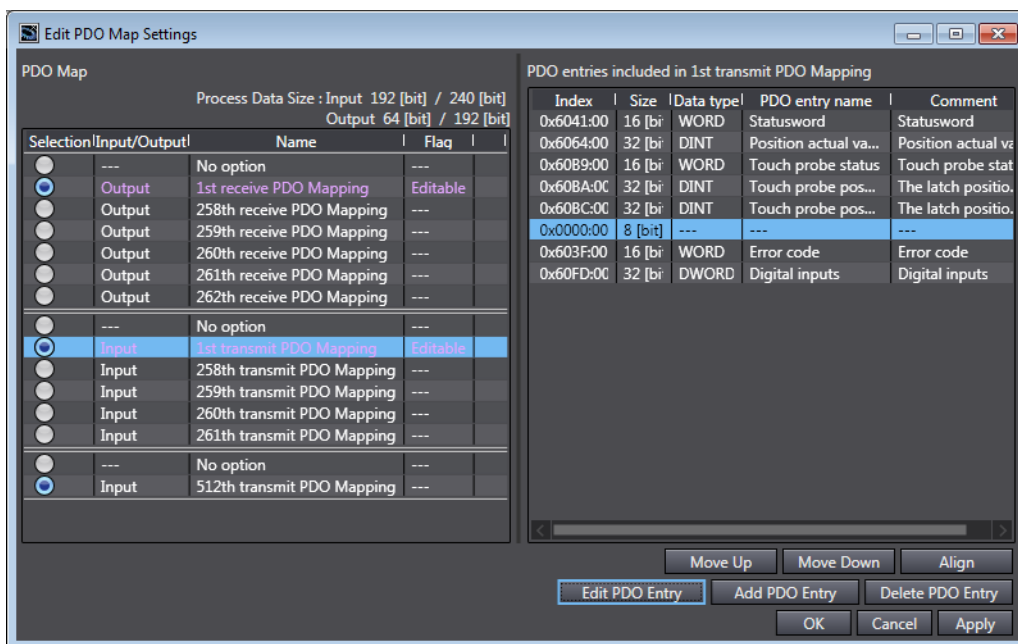 Edit PDO Map Settings
PDO Map
Process Data Size : Input 192 [bit] / 240 [bit]
Output 64 [bit] / 192 [bit]
Selection Input/Output Name Flag
--- No option ---
Output 1st receive PDO Mapping Editable
Output 258th receive PDO Mapping ---
Output 259th receive PDO Mapping ---
Output 260th receive PDO Mapping ---
Output 261th receive PDO Mapping ---
Output 262th receive PDO Mapping ---
--- No option ---
Input 1st transmit PDO Mapping Editable
Input 258th transmit PDO Mapping ---
Input 259th transmit PDO Mapping ---
Input 260th transmit PDO Mapping ---
Input 261th transmit PDO Mapping ---
--- No option ---
Input 512th transmit PDO Mapping ---
PDO entries included in 1st transmit PDO Mapping
Index Size Data type PDO entry name Comment
0x6041:00 16 [bi WORD Statusword Statusword
0x6064:00 32 [bi DINT Position actual va... Position actual va
0x60B9:00 16 [bi WORD Touch probe status Touch probe stat
0x60BA:00 32 [bi DINT Touch probe pos... The latch positio.
0x60BC:00 32 [bi DINT Touch probe pos... The latch positio.
0x0000:00 8 [bit] --- --- ---
0x603F:00 16 [bi WORD Error code Error code
0x60FD:00 32 [bi DWORD Digital inputs Digital inputs
Move Up Move Down Align
Edit PDO Entry Add PDO Entry Delete PDO Entry
OK Cancel Apply